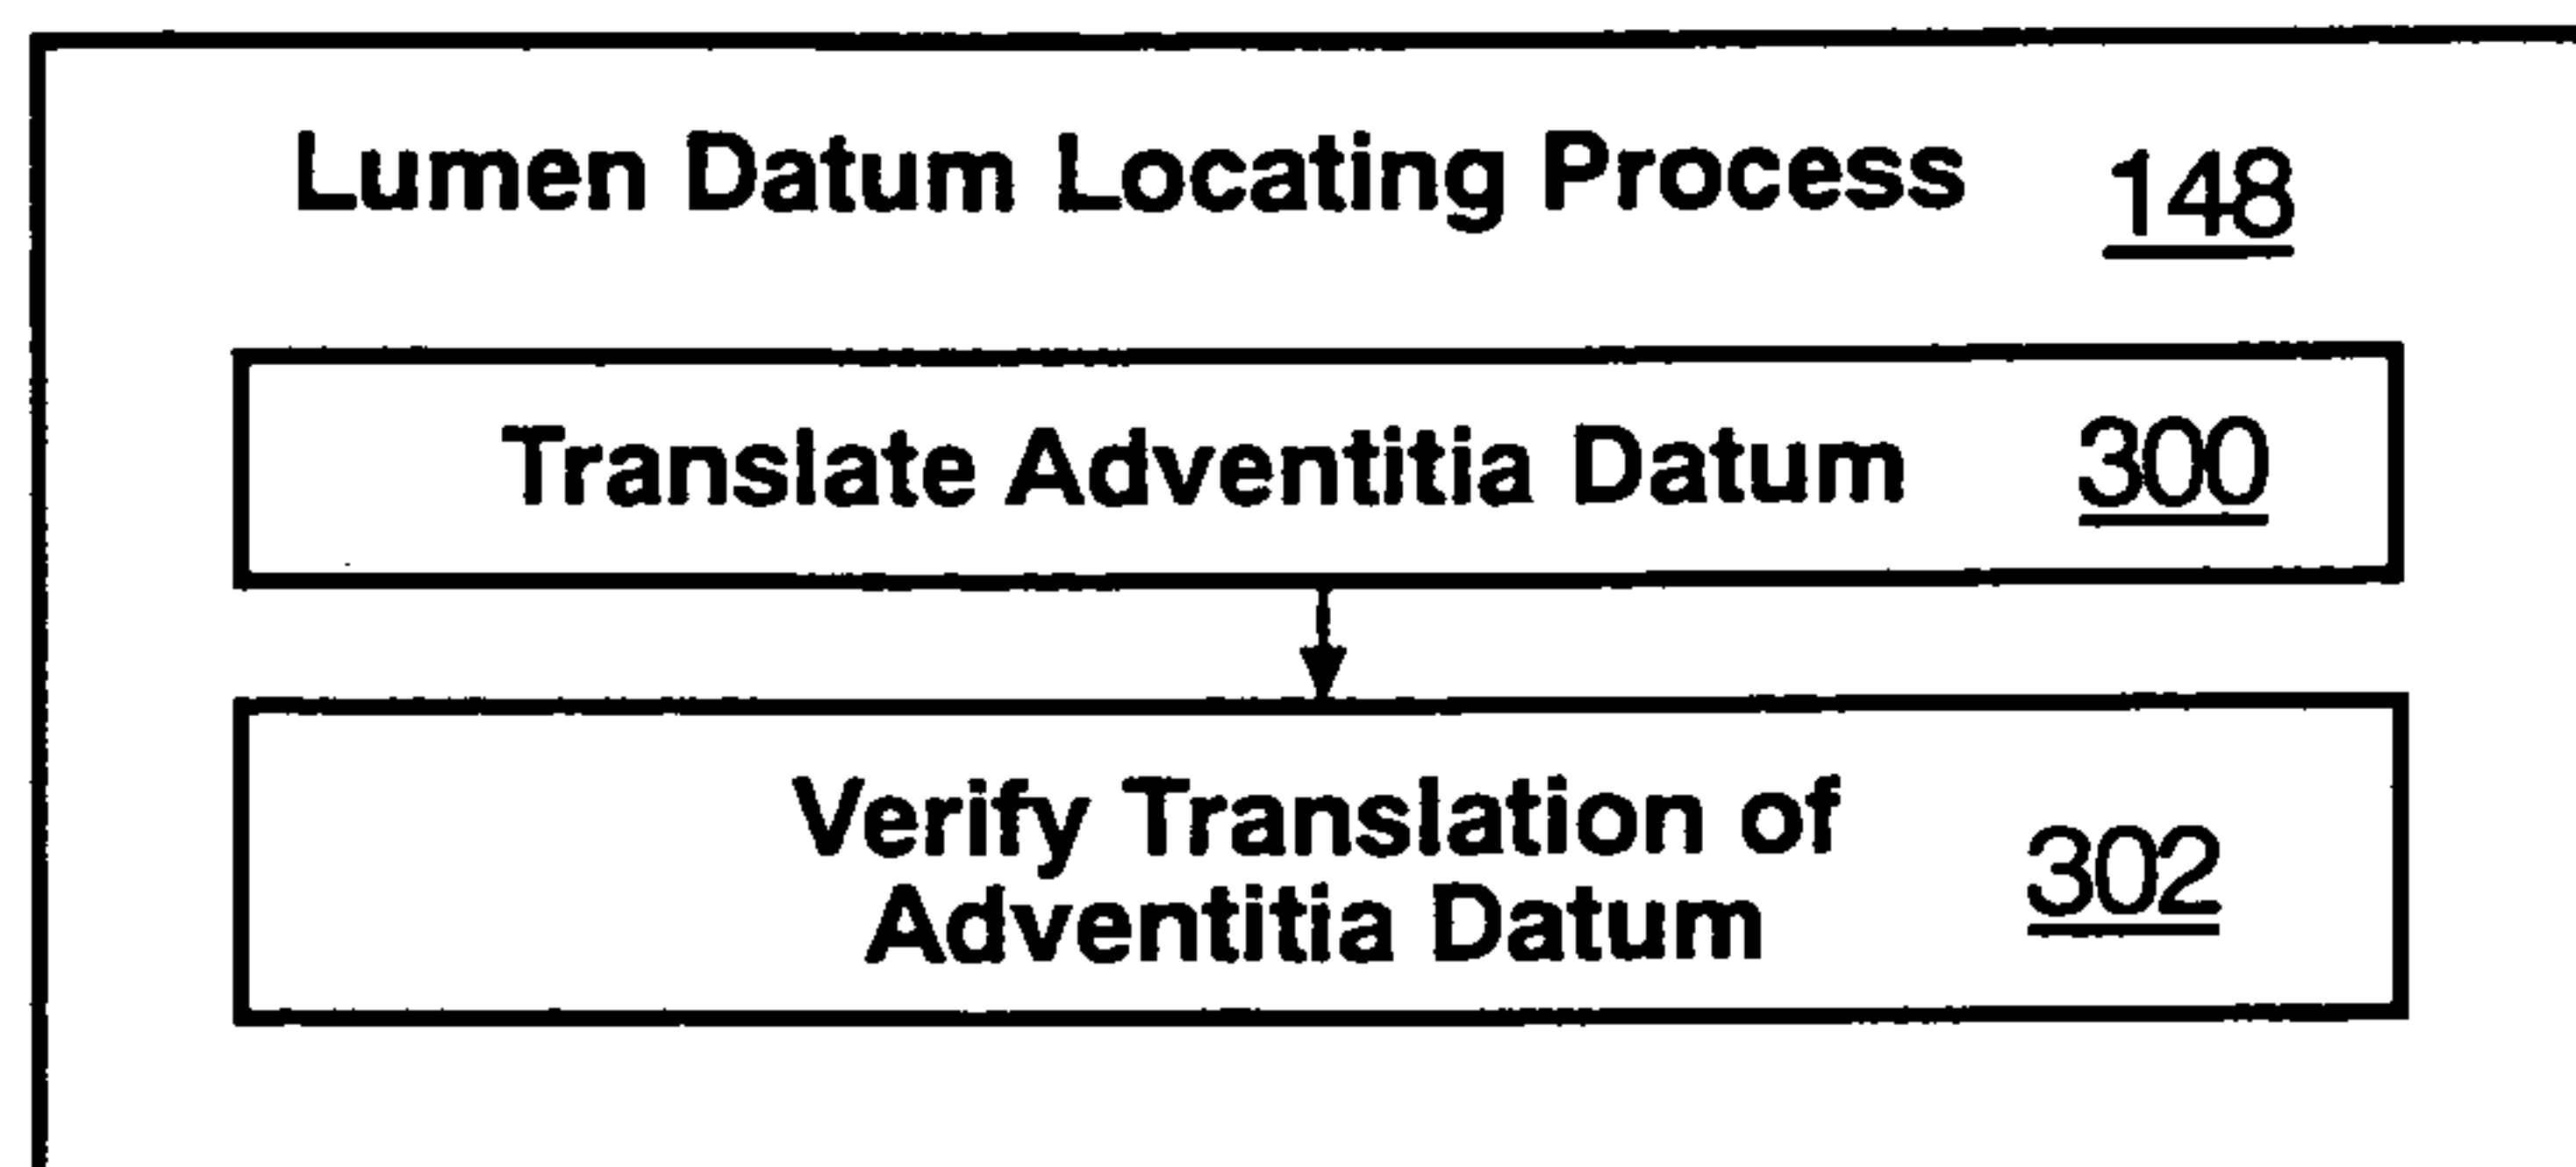 Lumen Datum Locating Process 148
Translate Adventitia Datum 300
Verify Translation of
Adventitia Datum 302